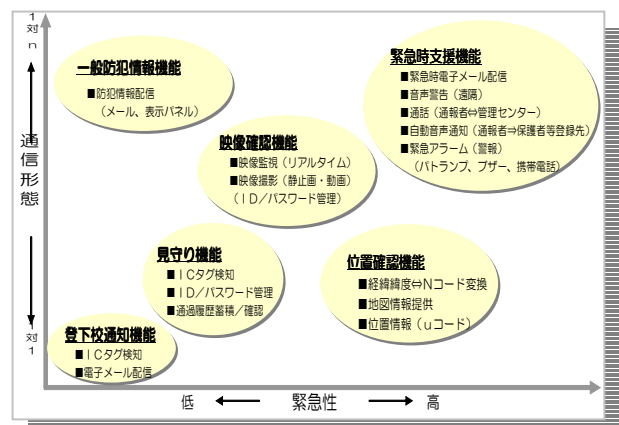 1
対
n
通
信
形
態
1
対
1
一般防犯情報機能
■防犯情報配信
（メール、表示パネル）
緊急時支援機能
■緊急時電子メール配信
■音声警告（遠隔）
■通話（通報者⇔管理センター）
■自動音声通知（通報者⇒保護者等登録先）
■緊急アラーム（警報）
（パトランプ、ブザー、携帯電話）
映像確認機能
■映像監視（リアルタイム）
■映像撮影（静止画・動画）
（ＩＤ／パスワード管理）
見守り機能
■ＩＣタグ検知
■ＩＤ／パスワード管理
■通過履歴蓄積／確認
位置確認機能
■経緯緯度⇔Ｎコード変換
■地図情報提供
■位置情報（ｕコード）
登下校通知機能
■ＩＣタグ検知
■電子メール配信
低 緊急性 高